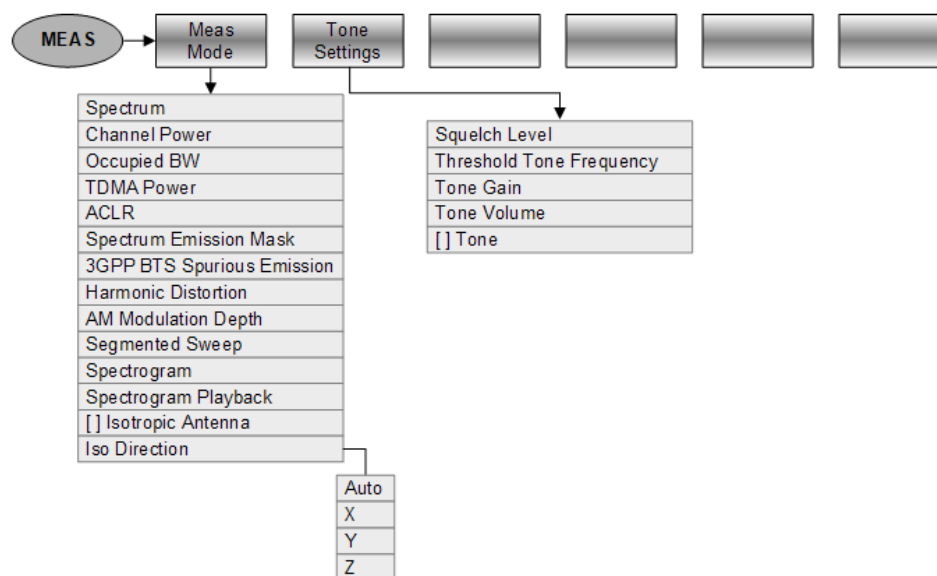 MEAS
Meas
Mode
Tone
Settings
Spectrum
Channel Power
Occupied BW
TDMA Power
ACLR
Spectrum Emission Mask
3GPP BTS Spurious Emission
Harmonic Distortion
AM Modulation Depth
Segmented Sweep
Spectrogram
Spectrogram Playback
[ ] Isotropic Antenna
Iso Direction
Auto
X
Y
Z
Squelch Level
Threshold Tone Frequency
Tone Gain
Tone Volume
[ ] Tone